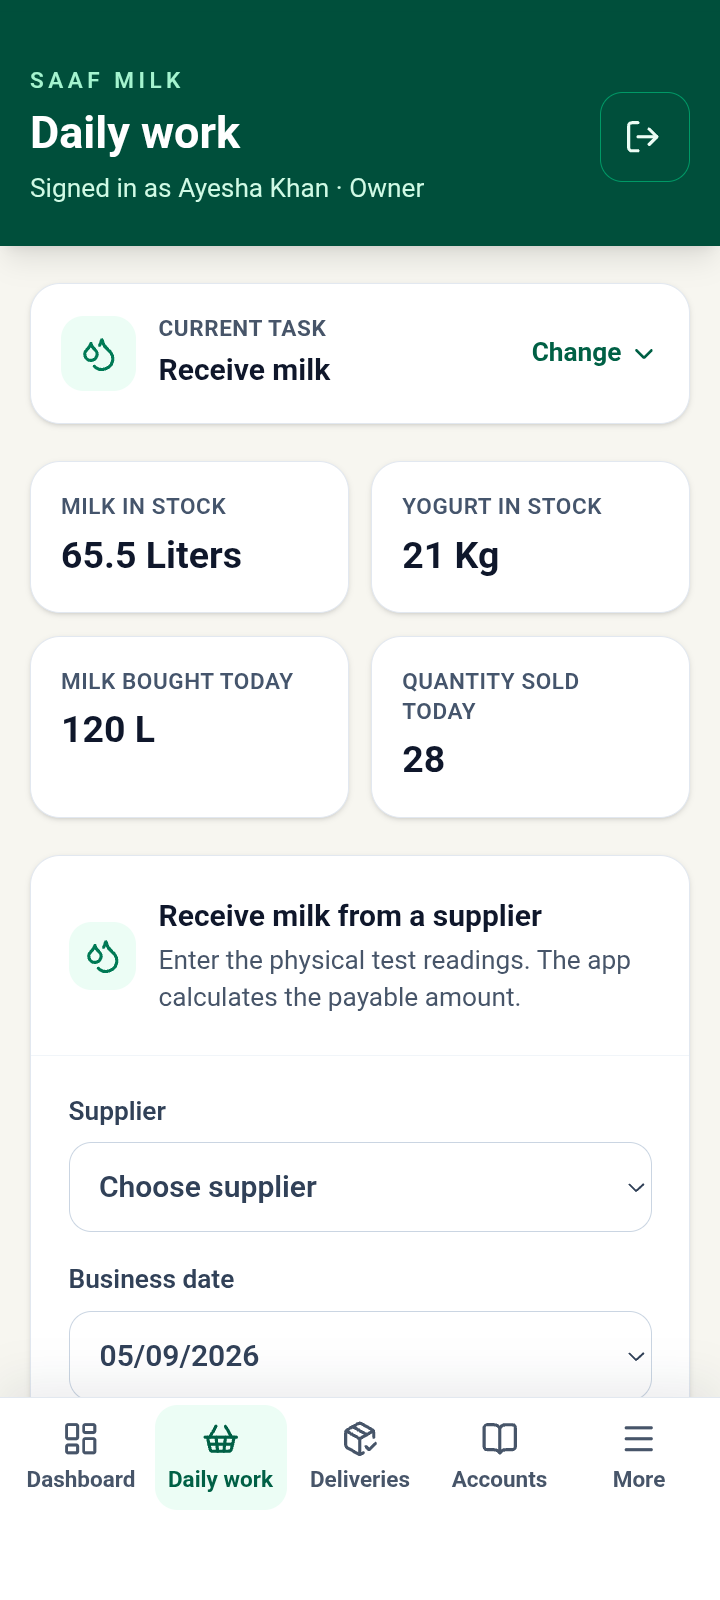 SAAF MILK
Daily work
Signed in as Ayesha Khan · Owner
CURRENT TASK
Receive milk
Change
MILK IN STOCK
65.5 Liters
YOGURT IN STOCK
21 Kg
MILK BOUGHT TODAY
120 L
QUANTITY SOLD
TODAY
28
Receive milk from a supplier
Enter the physical test readings. The app
calculates the payable amount.
Supplier
Choose supplier
Business date
05/09/2026
Dashboard
Daily work
Deliveries
Accounts
More